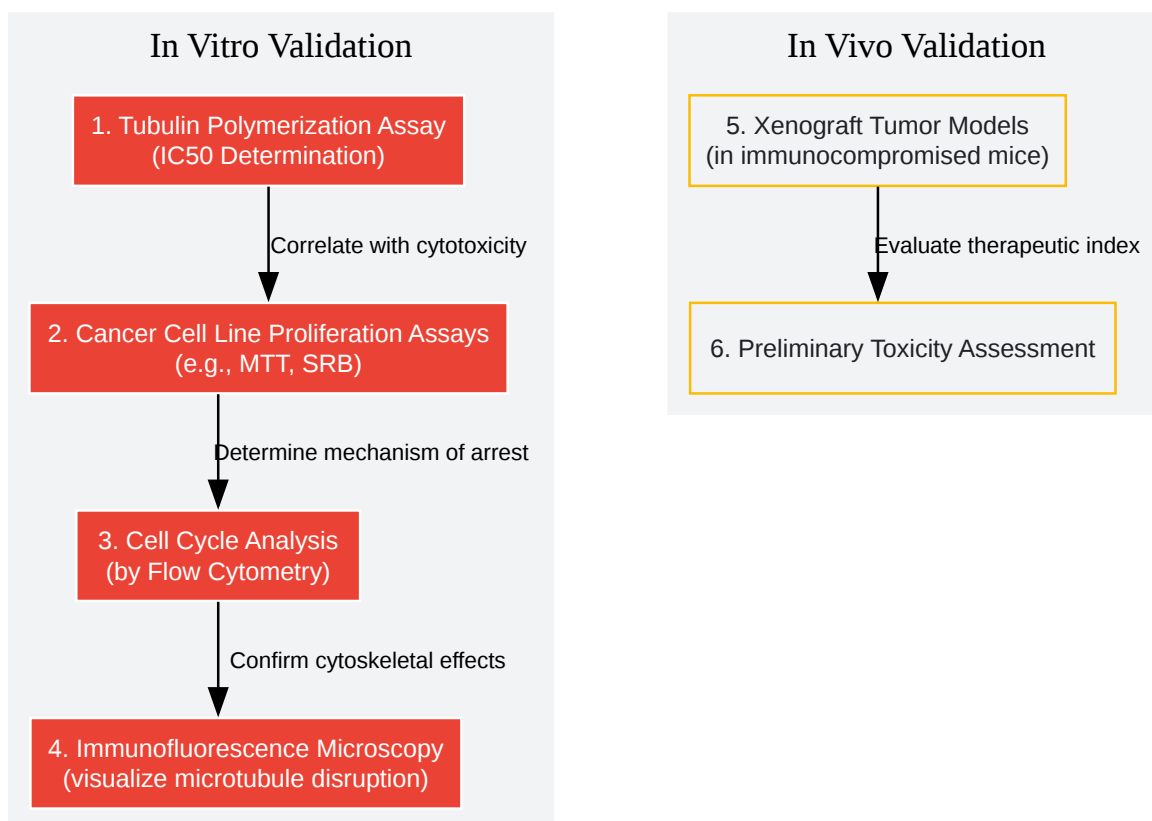 In Vitro Validation
1. Tubulin Polymerization Assay
(IC50 Determination)
Correlate with cytotoxicity
2. Cancer Cell Line Proliferation Assays
(e.g., MTT, SRB)
Determine mechanism of arrest
3. Cell Cycle Analysis
(by Flow Cytometry)
Confirm cytoskeletal effects
4. Immunofluorescence Microscopy
(visualize microtubule disruption)
In Vivo Validation
5. Xenograft Tumor Models
(in immunocompromised mice)
Evaluate therapeutic index
6. Preliminary Toxicity Assessment